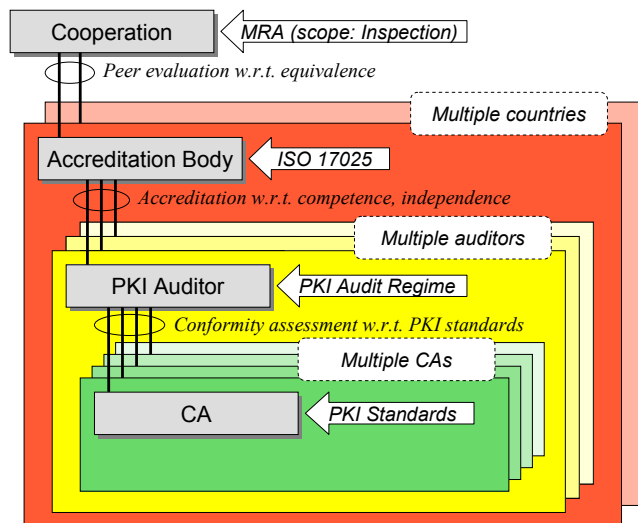 Cooperation
MRA (scope: Inspection)
Peer evaluation w.r.t. equivalence
Multiple countries
Accreditation Body
ISO 17025
Accreditation w.r.t. competence, independence
Multiple auditors
PKI Auditor
PKI Audit Regime
Conformity assessment w.r.t. PKI standards
Multiple CAs
CA
PKI Standards